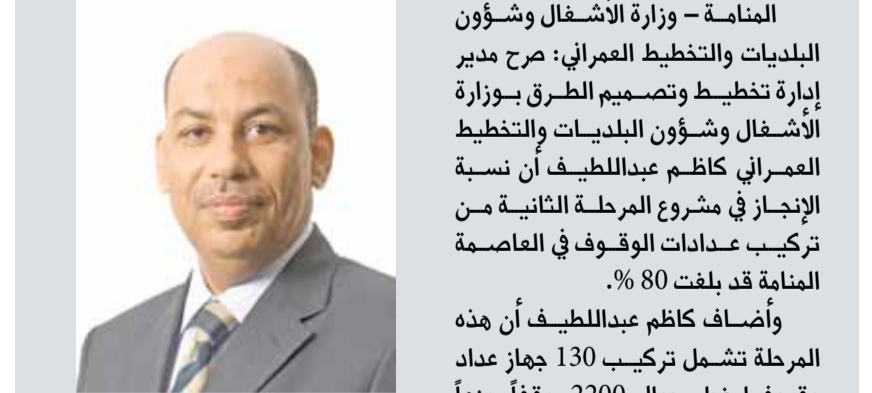 المنامة – وزارة الأشغال وشؤون
البلديات والتخطيط العمراني: صرح مدير
إدارة تخطيط وتصميم الطرق بوزارة
الأشغال وشؤون البلديات والتخطيط
العمراني كاظم عبداللطيف أن نسبة
الإنجاز في مشروع المرحلة الثانية من
تركيب عدادات الوقوف في العاصمة
المنامة قد بلغت 80 %.
وأضاف كاظم عبداللطيف أن هذه
المرحلة تشمل تركيب 130 جهاز عداد
2200